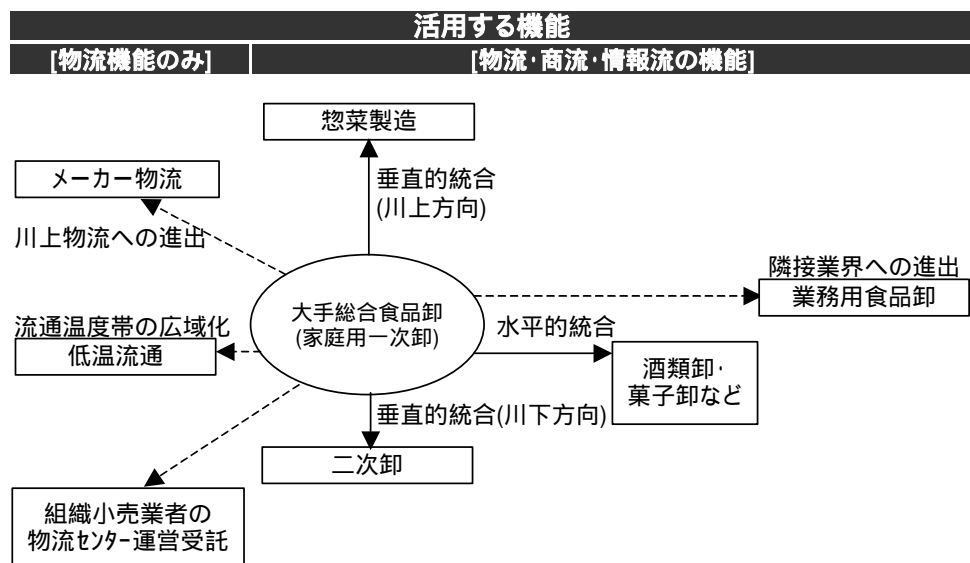 活用する機能
[物流機能のみ]
[物流･商流･情報流の機能]
惣菜製造
メーカー物流
垂直的統合
(川上方向)
川上物流への進出
隣接業界への進出
業務用食品卸
大手総合食品卸
(家庭用一次卸)
流通温度帯の広域化
低温流通
水平的統合
酒類卸･
菓子卸など
垂直的統合(川下方向)
二次卸
組織小売業者の
物流ｾﾝﾀｰ運営受託